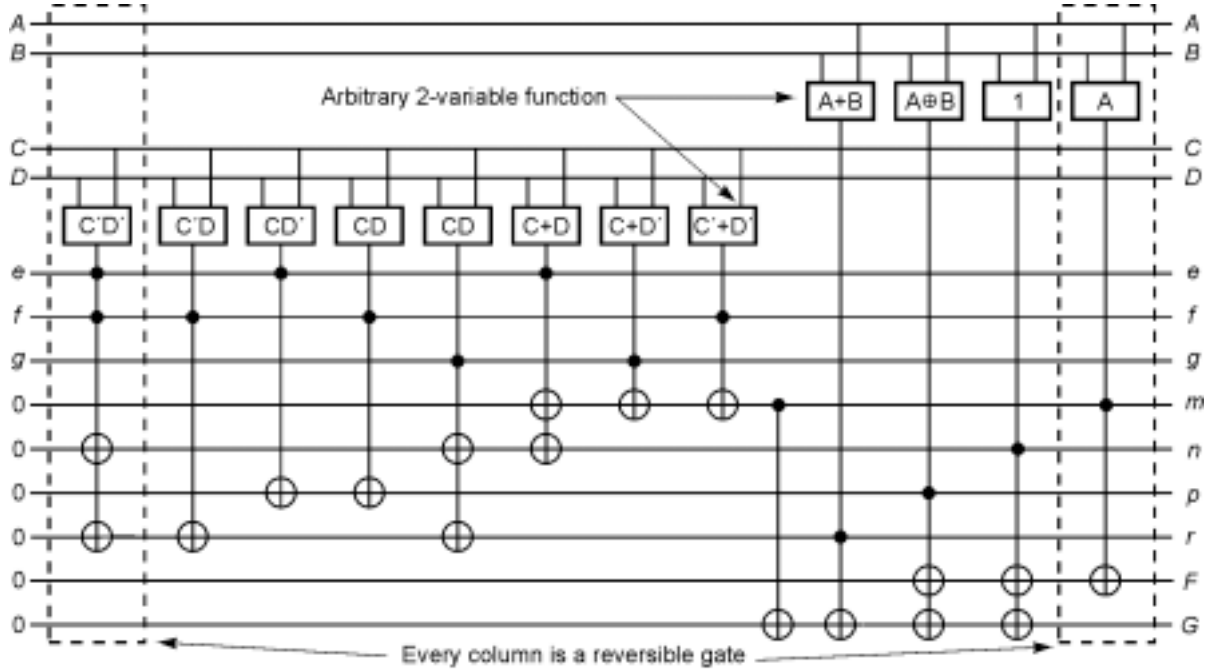 A A
B B
Arbitrary 2-variable function A+B A⊕B 1 A
C C
D D
C'D' C'D CD' CD CD C+D C+D' C'+D'
e e
f f
g g
0 m
0 n
0 p
0 r
0 F
0 G
Every column is a reversible gate